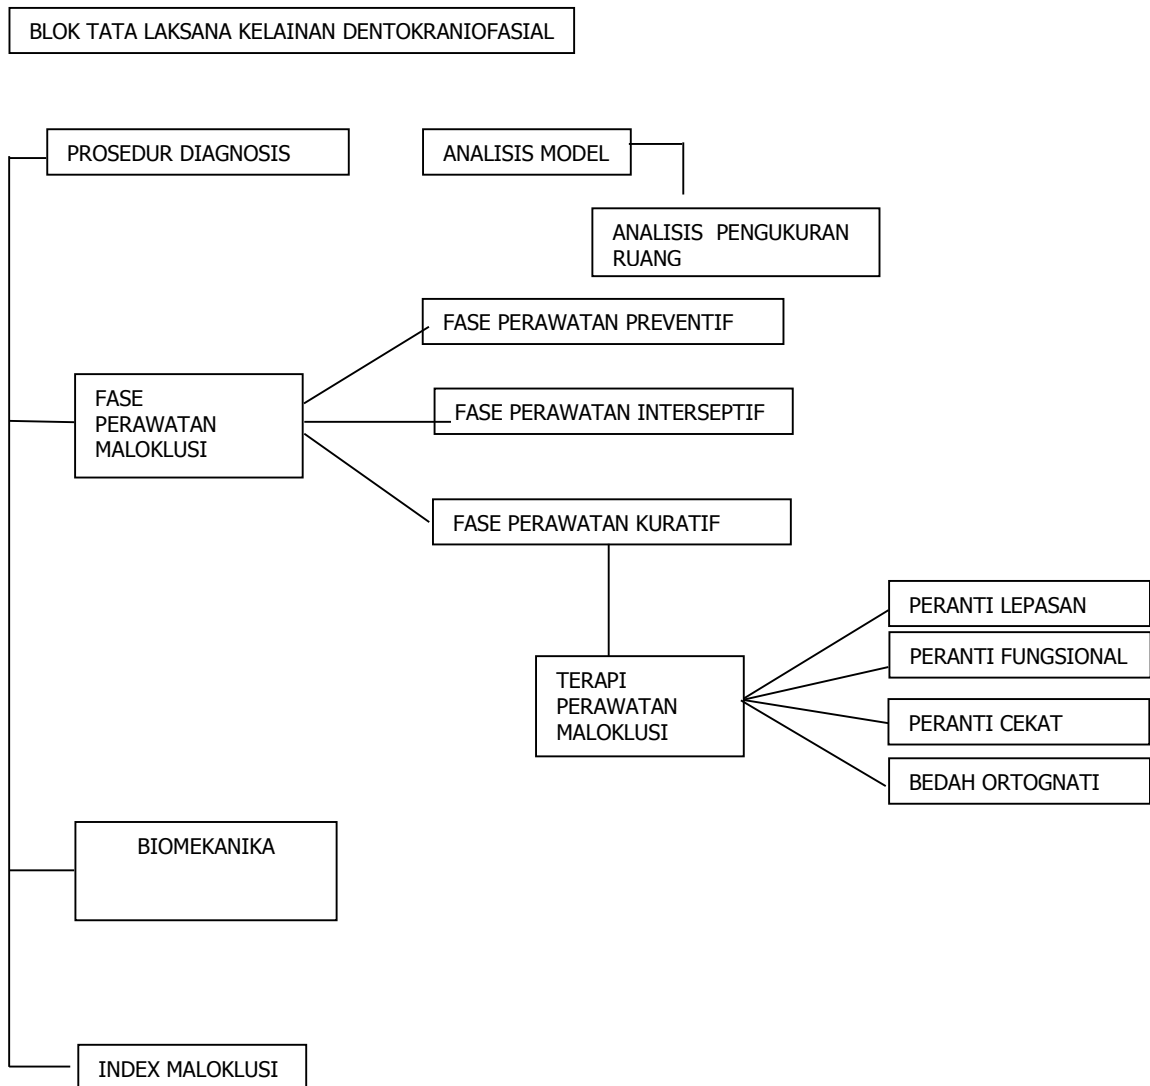 BLOK TATA LAKSANA KELAINAN DENTOKRANIOFASIAL
PROSEDUR DIAGNOSIS
ANALISIS MODEL
ANALISIS PENGUKURAN
RUANG
FASE PERAWATAN PREVENTIF
FASE
PERAWATAN
MALOKLUSI
FASE PERAWATAN INTERSEPTIF
FASE PERAWATAN KURATIF
TERAPI
PERAWATAN
MALOKLUSI
PERANTI LEPASAN
PERANTI FUNGSIONAL
PERANTI CEKAT
BEDAH ORTOGNATI
BIOMEKANIKA
INDEX MALOKLUSI